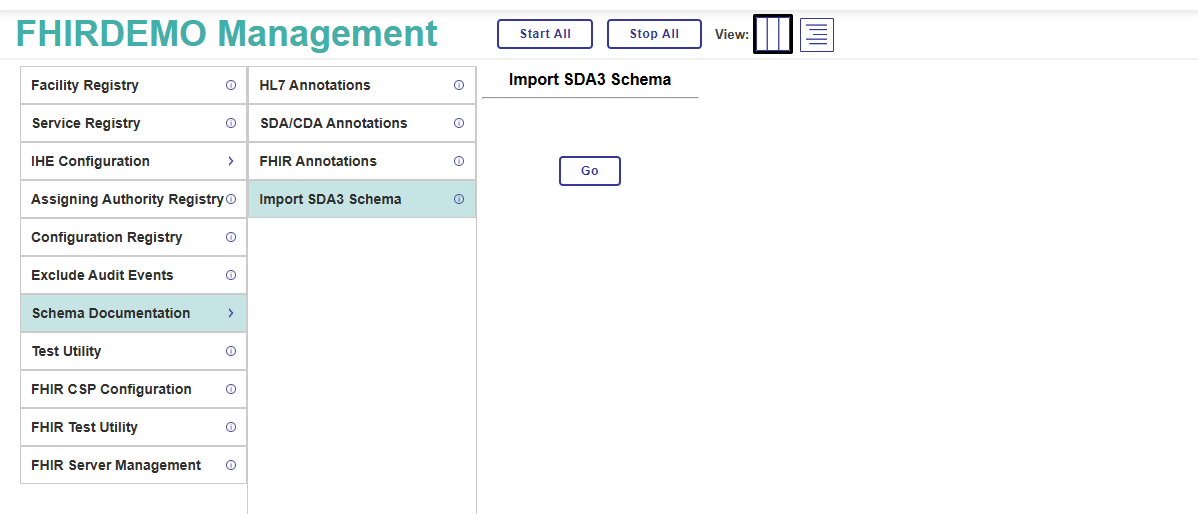 FHIRDEMO Management
Start All
Stop All
View:
Facility Registry
Service Registry
IHE Configuration
Assigning Authority Registry
Configuration Registry
Exclude Audit Events
Schema Documentation
Test Utility
FHIR CSP Configuration
FHIR Test Utility
FHIR Server Management
HL7 Annotations
SDA/CDA Annotations
FHIR Annotations
Import SDA3 Schema
Import SDA3 Schema
Go